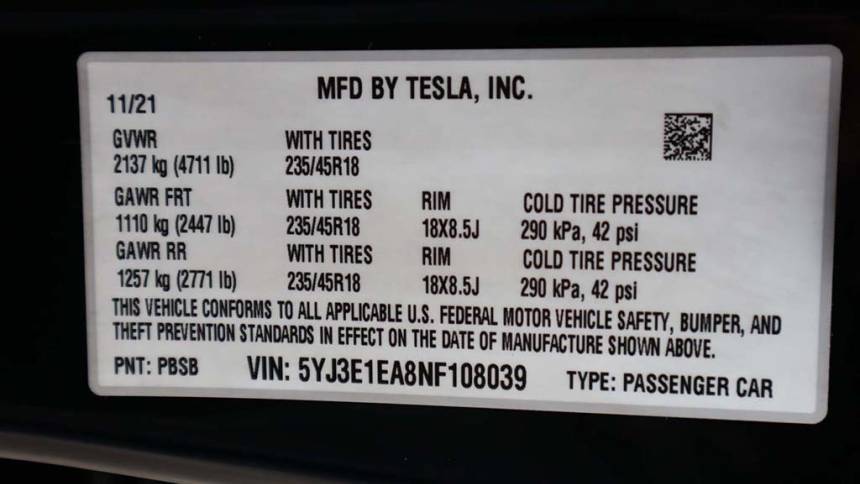 MFD BY TESLA, INC.
11/21
GVWR WITH TIRES
2137 kg (4711 lb) 235/45R18
GAWR FRT WITH TIRES RIM COLD TIRE PRESSURE
1110 kg (2447 lb) 235/45R18 18X8.5J 290 kPa, 42 psi
GAWR RR WITH TIRES RIM COLD TIRE PRESSURE
1257 kg (2771 lb) 235/45R18 18X8.5J 290 kPa, 42 psi
THIS VEHICLE CONFORMS TO ALL APPLICABLE U.S. FEDERAL MOTOR VEHICLE SAFETY, BUMPER, AND
THEFT PREVENTION STANDARDS IN EFFECT ON THE DATE OF MANUFACTURE SHOWN ABOVE.
PNT: PBSB VIN: 5YJ3E1EA8NF108039 TYPE: PASSENGER CAR